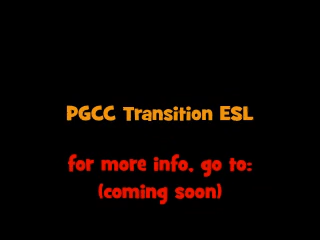 PGCC Transition ESL
for more info, go to:
(coming soon)